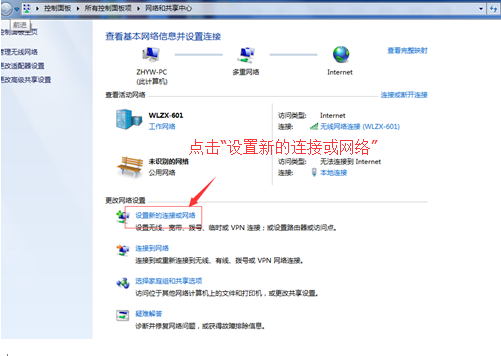 控制面板 ▸ 所有控制面板项 ▸ 网络和共享中心
前进
控制面板主页
管理无线网络
更改适配器设置
更改高级共享设置
查看基本网络信息并设置连接
查看完整映射
ZHYW-PC
(此计算机)
多重网络
Internet
查看活动网络
连接或断开连接
WLZX-601
工作网络
访问类型: Internet
连接: 无线网络连接 (WLZX-601)
点击“设置新的连接或网络”
未识别的网络
公用网络
访问类型: 无法连接到 Internet
连接: 本地连接
更改网络设置
设置新的连接或网络
设置无线、宽带、拨号、临时或 VPN 连接；或设置路由器或访问点。
连接到网络
连接到或重新连接到无线、有线、拨号或 VPN 网络连接。
选择家庭组和共享选项
访问位于其他网络计算机上的文件和打印机，或更改共享设置。
疑难解答
诊断并修复网络问题，或获得故障排除信息。